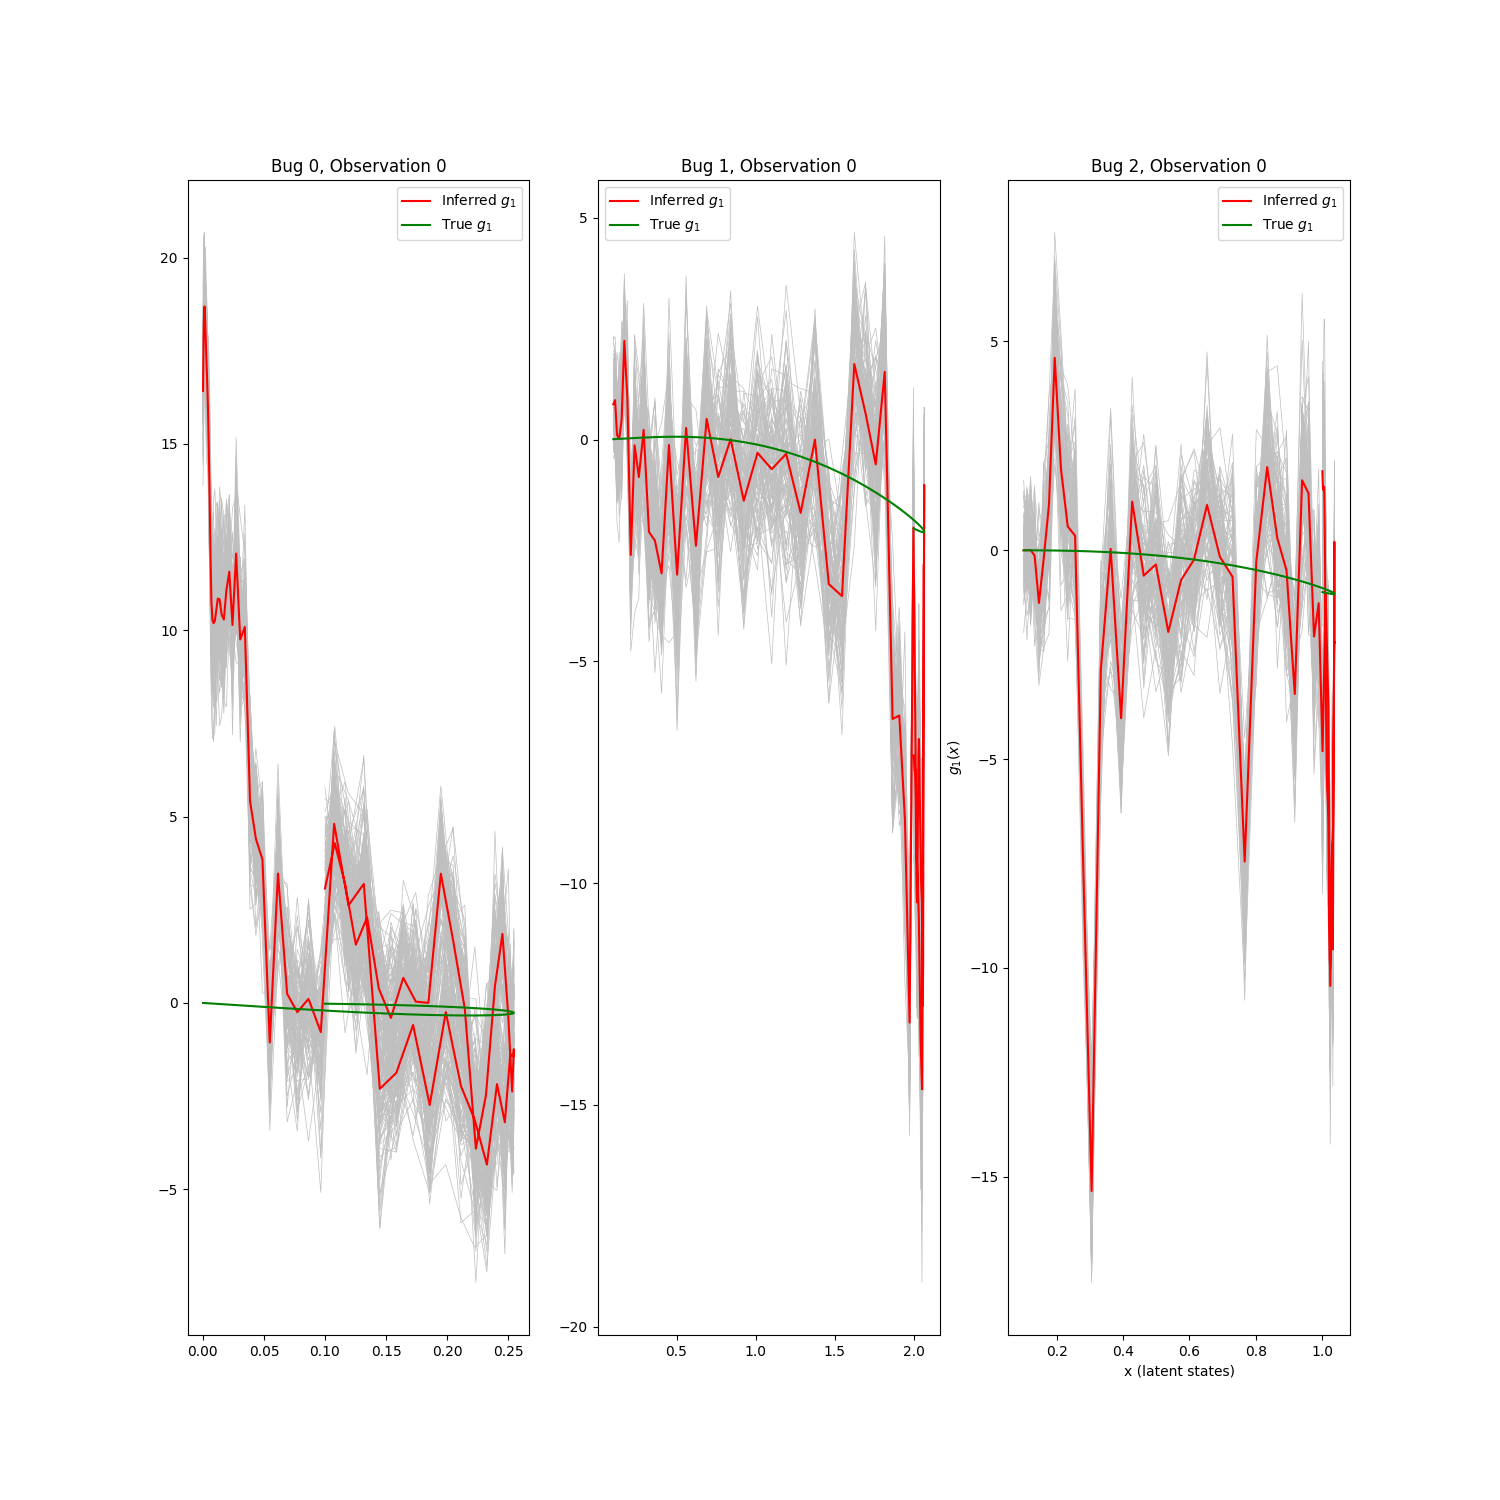 Bug 0, Observation 0
Inferred g₁
True g₁
20
15
10
5
0
−5
0.00 0.05 0.10 0.15 0.20 0.25
Bug 1, Observation 0
Inferred g₁
True g₁
5
0
−5
−10
−15
−20
0.5 1.0 1.5 2.0
Bug 2, Observation 0
Inferred g₁
True g₁
g₁(x)
5
0
−5
−10
−15
0.2 0.4 0.6 0.8 1.0
x (latent states)